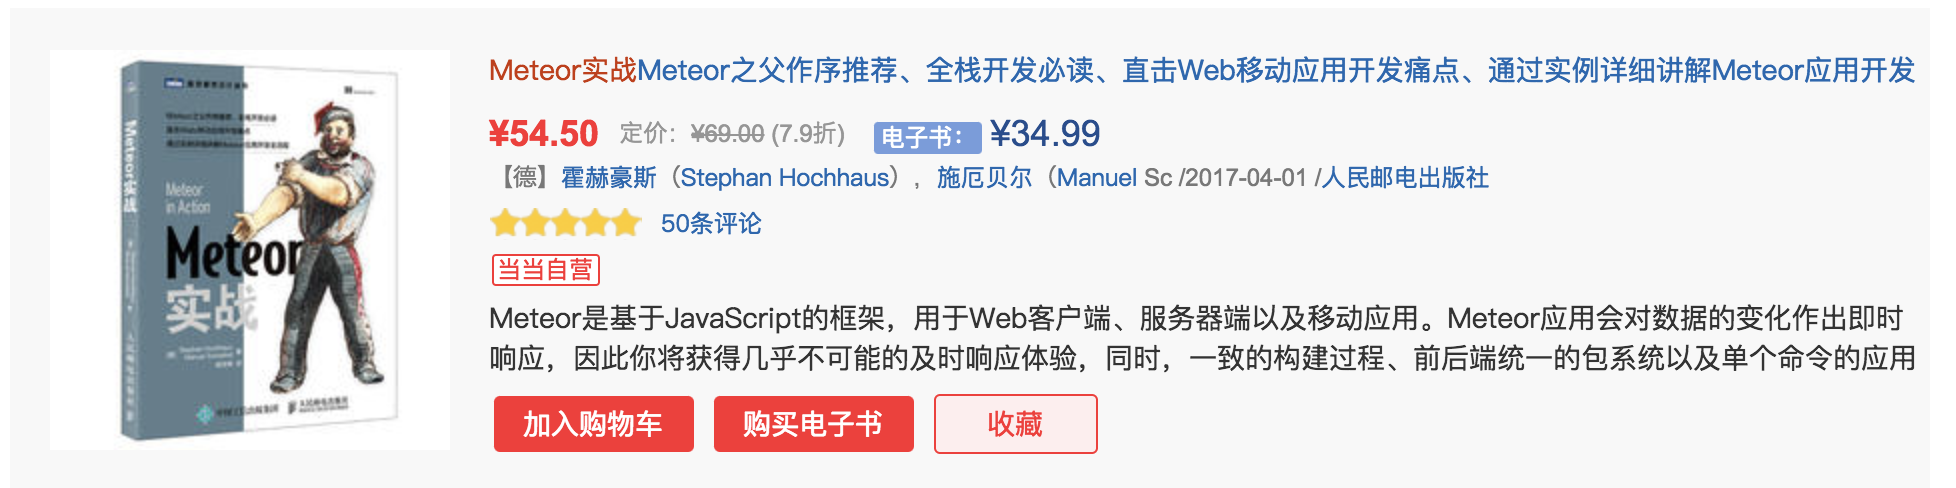 Meteor实战Meteor之父作序推荐、全栈开发必读、直击Web移动应用开发痛点、通过实例详细讲解Meteor应用开发
¥54.50 定价：¥69.00 (7.9折) 电子书： ¥34.99
【德】霍赫豪斯（Stephan Hochhaus），施厄贝尔（Manuel Sc /2017-04-01 /人民邮电出版社
50条评论
当当自营
Meteor是基于JavaScript的框架，用于Web客户端、服务器端以及移动应用。Meteor应用会对数据的变化作出即时
响应，因此你将获得几乎不可能的及时响应体验，同时，一致的构建过程、前后端统一的包系统以及单个命令的应用
加入购物车 购买电子书 收藏
Meteor实战
Meteor
in Action
Meteor
实战